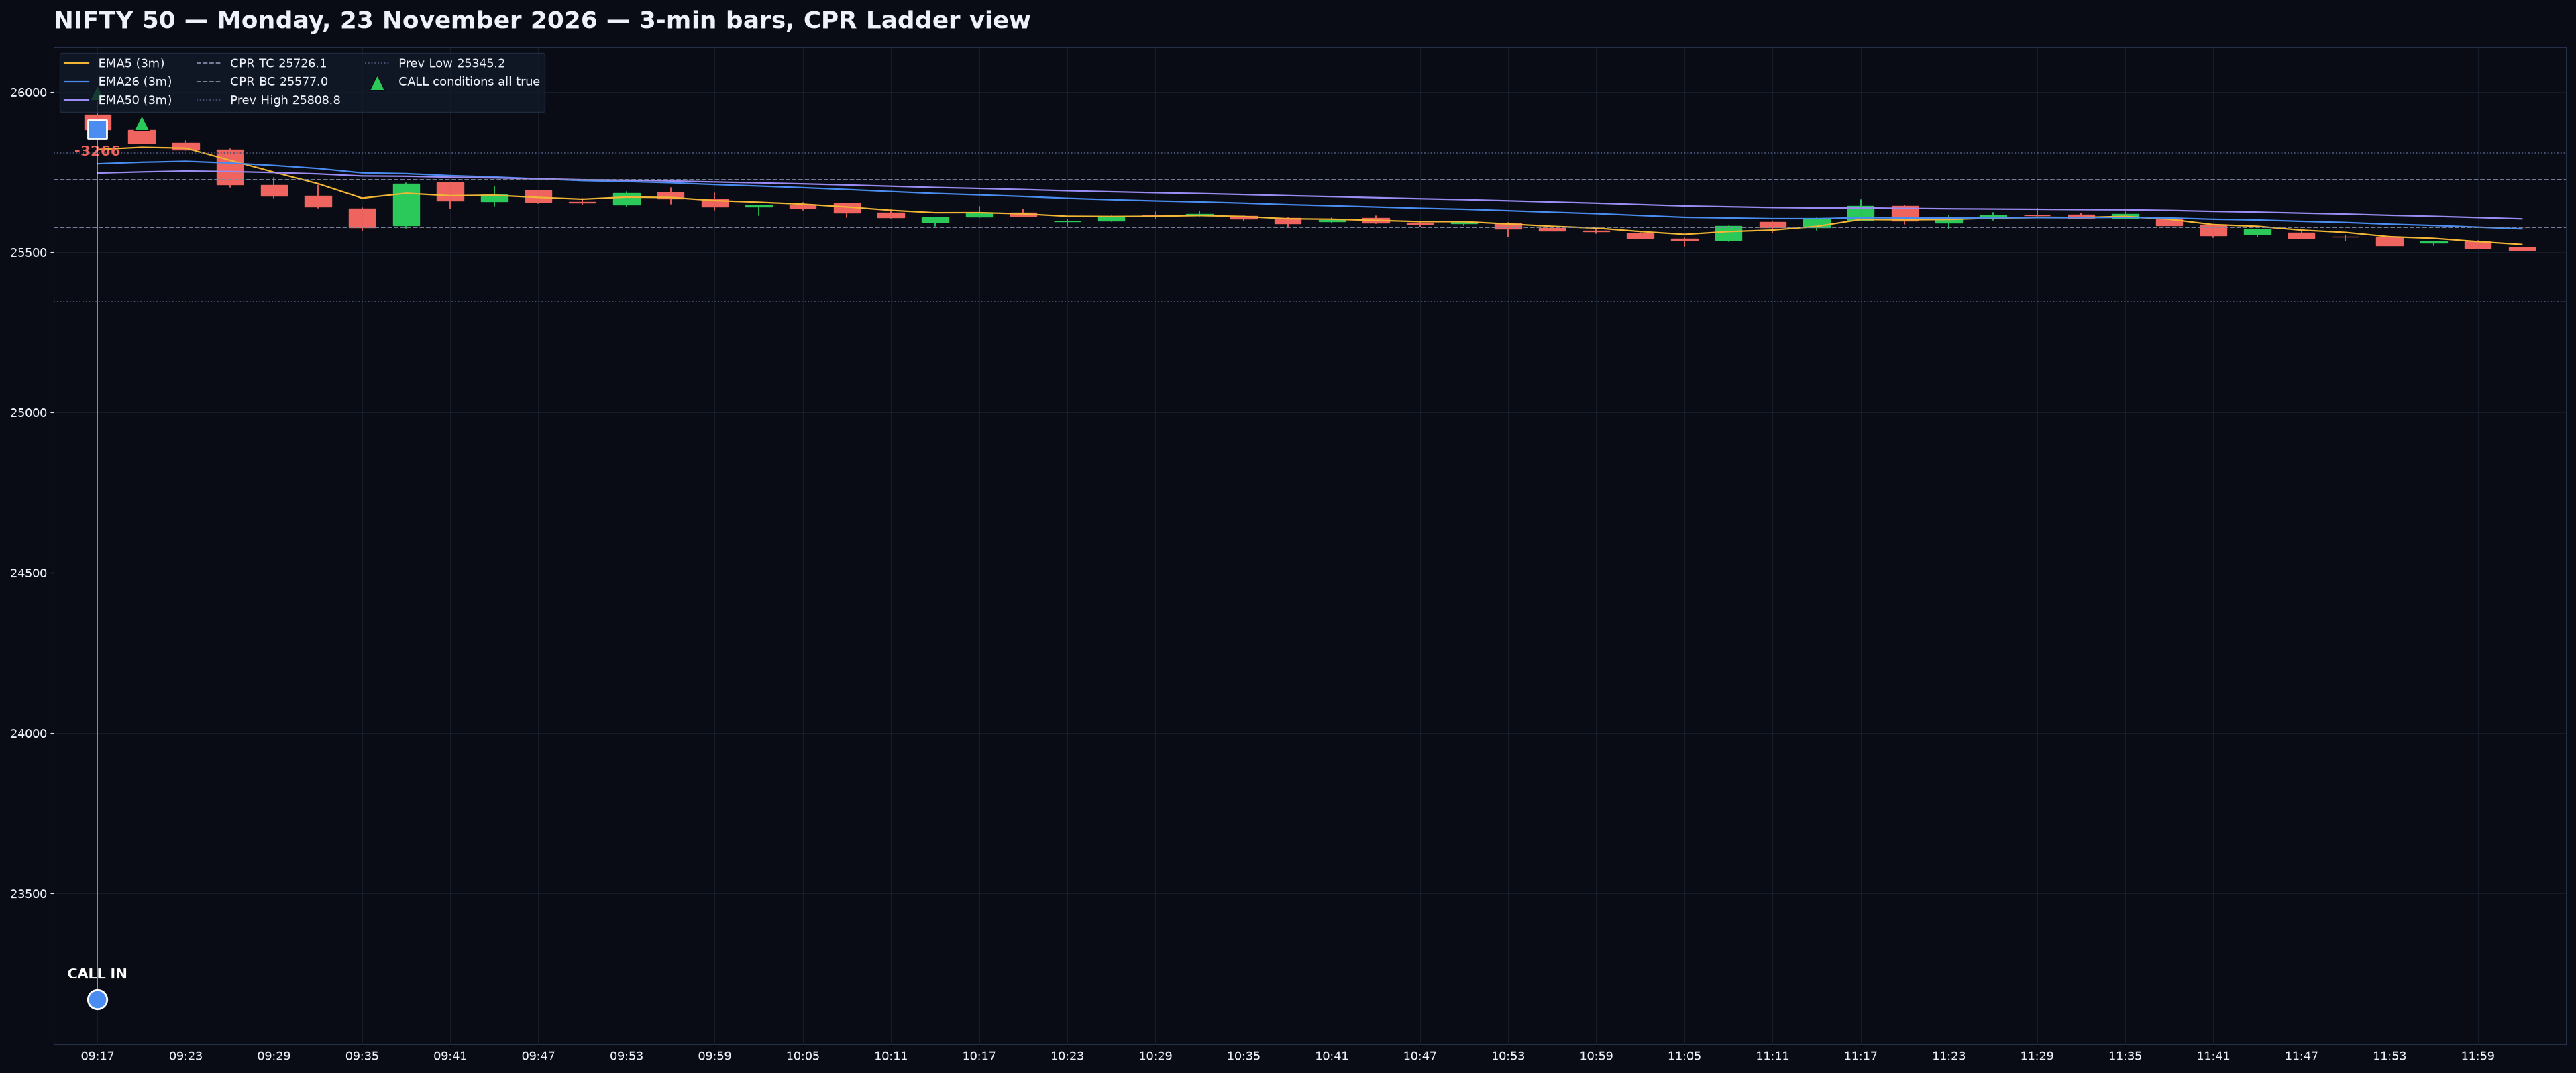 NIFTY 50 — Monday, 23 November 2026 — 3-min bars, CPR Ladder view
EMA5 (3m)
EMA26 (3m)
EMA50 (3m)
CPR TC 25726.1
CPR BC 25577.0
Prev High 25808.8
Prev Low 25345.2
CALL conditions all true
26000
25500
25000
24500
24000
23500
-3266
CALL IN
09:17 09:23 09:29 09:35 09:41 09:47 09:53 09:59 10:05 10:11 10:17 10:23 10:29 10:35 10:41 10:47 10:53 10:59 11:05 11:11 11:17 11:23 11:29 11:35 11:41 11:47 11:53 11:59